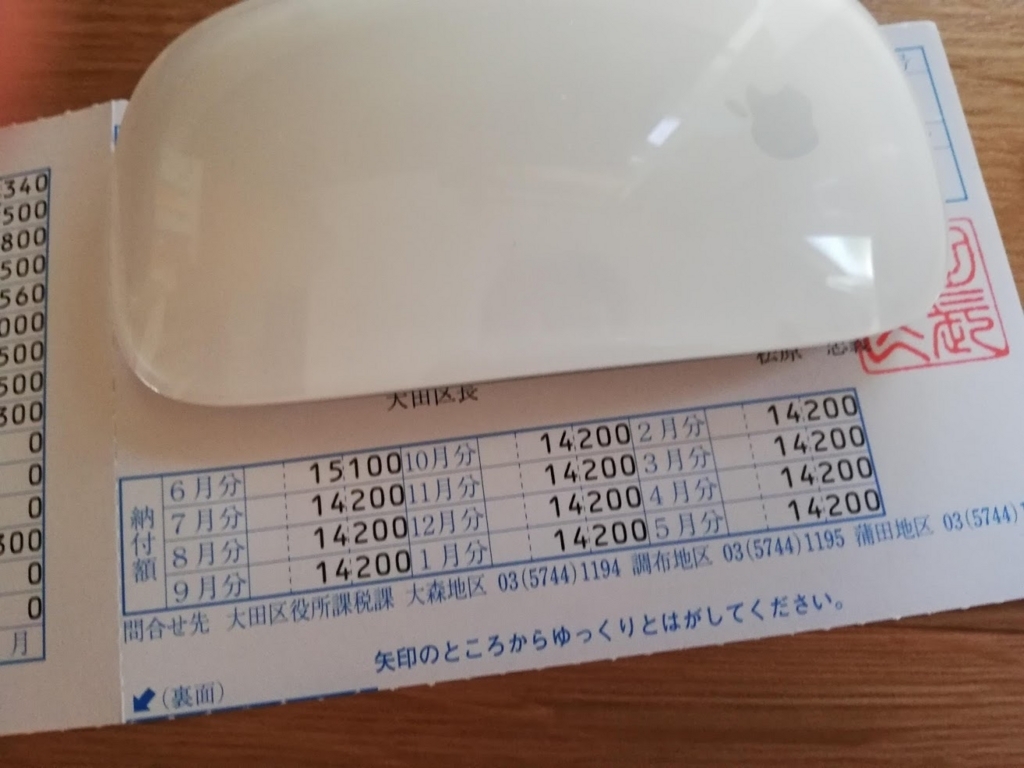 340
500
800
500
560
000
500
500
300
0
0
0
300
0
0
月
大田区長
松原 忠義
納付額
6月分 15100 10月分 14200 2月分 14200
7月分 14200 11月分 14200 3月分 14200
8月分 14200 12月分 14200 4月分 14200
9月分 14200 1月分 14200 5月分 14200
問合せ先 大田区役所課税課 大森地区 03(5744)1194 調布地区 03(5744)1195 蒲田地区 03(5744)
矢印のところからゆっくりとはがしてください。
(裏面)